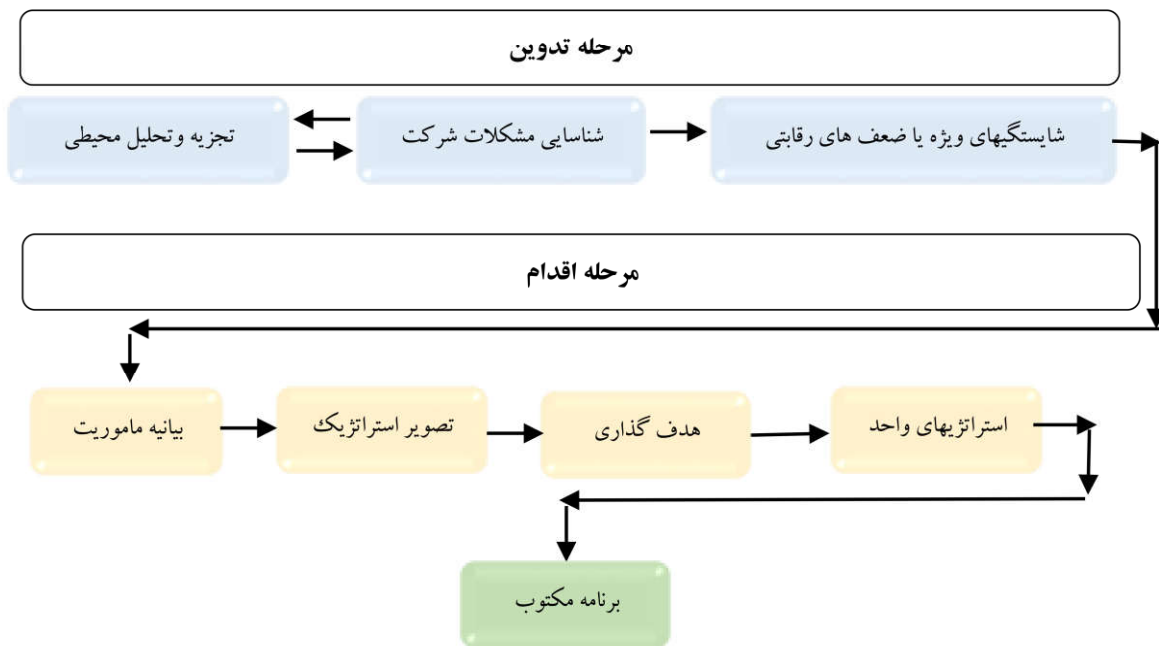 مرحله تدوین
تجزیه وتحلیل محیطی
شناسایی مشکلات شرکت
شایستگیهای ویژه یا ضعف های رقابتی
مرحله اقدام
بیانیه ماموریت
تصویر استراتژیک
هدف گذاری
استراتژیهای واحد
برنامه مکتوب